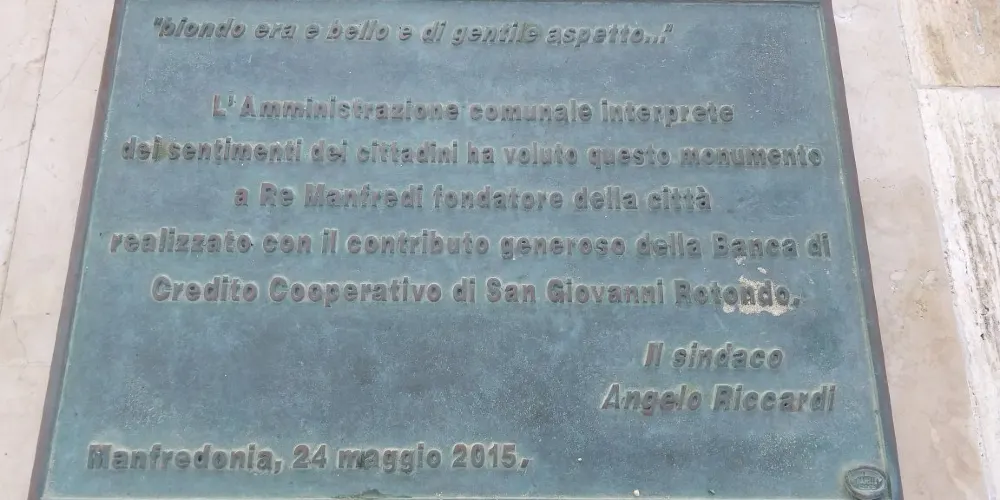 "biondo era e bello e di gentile aspetto..."
L'Amministrazione comunale interprete
dei sentimenti dei cittadini ha voluto questo monumento
a Re Manfredi fondatore della città
realizzato con il contributo generoso della Banca di
Credito Cooperativo di San Giovanni Rotondo.
Il sindaco
Angelo Riccardi
Manfredonia, 24 maggio 2015.